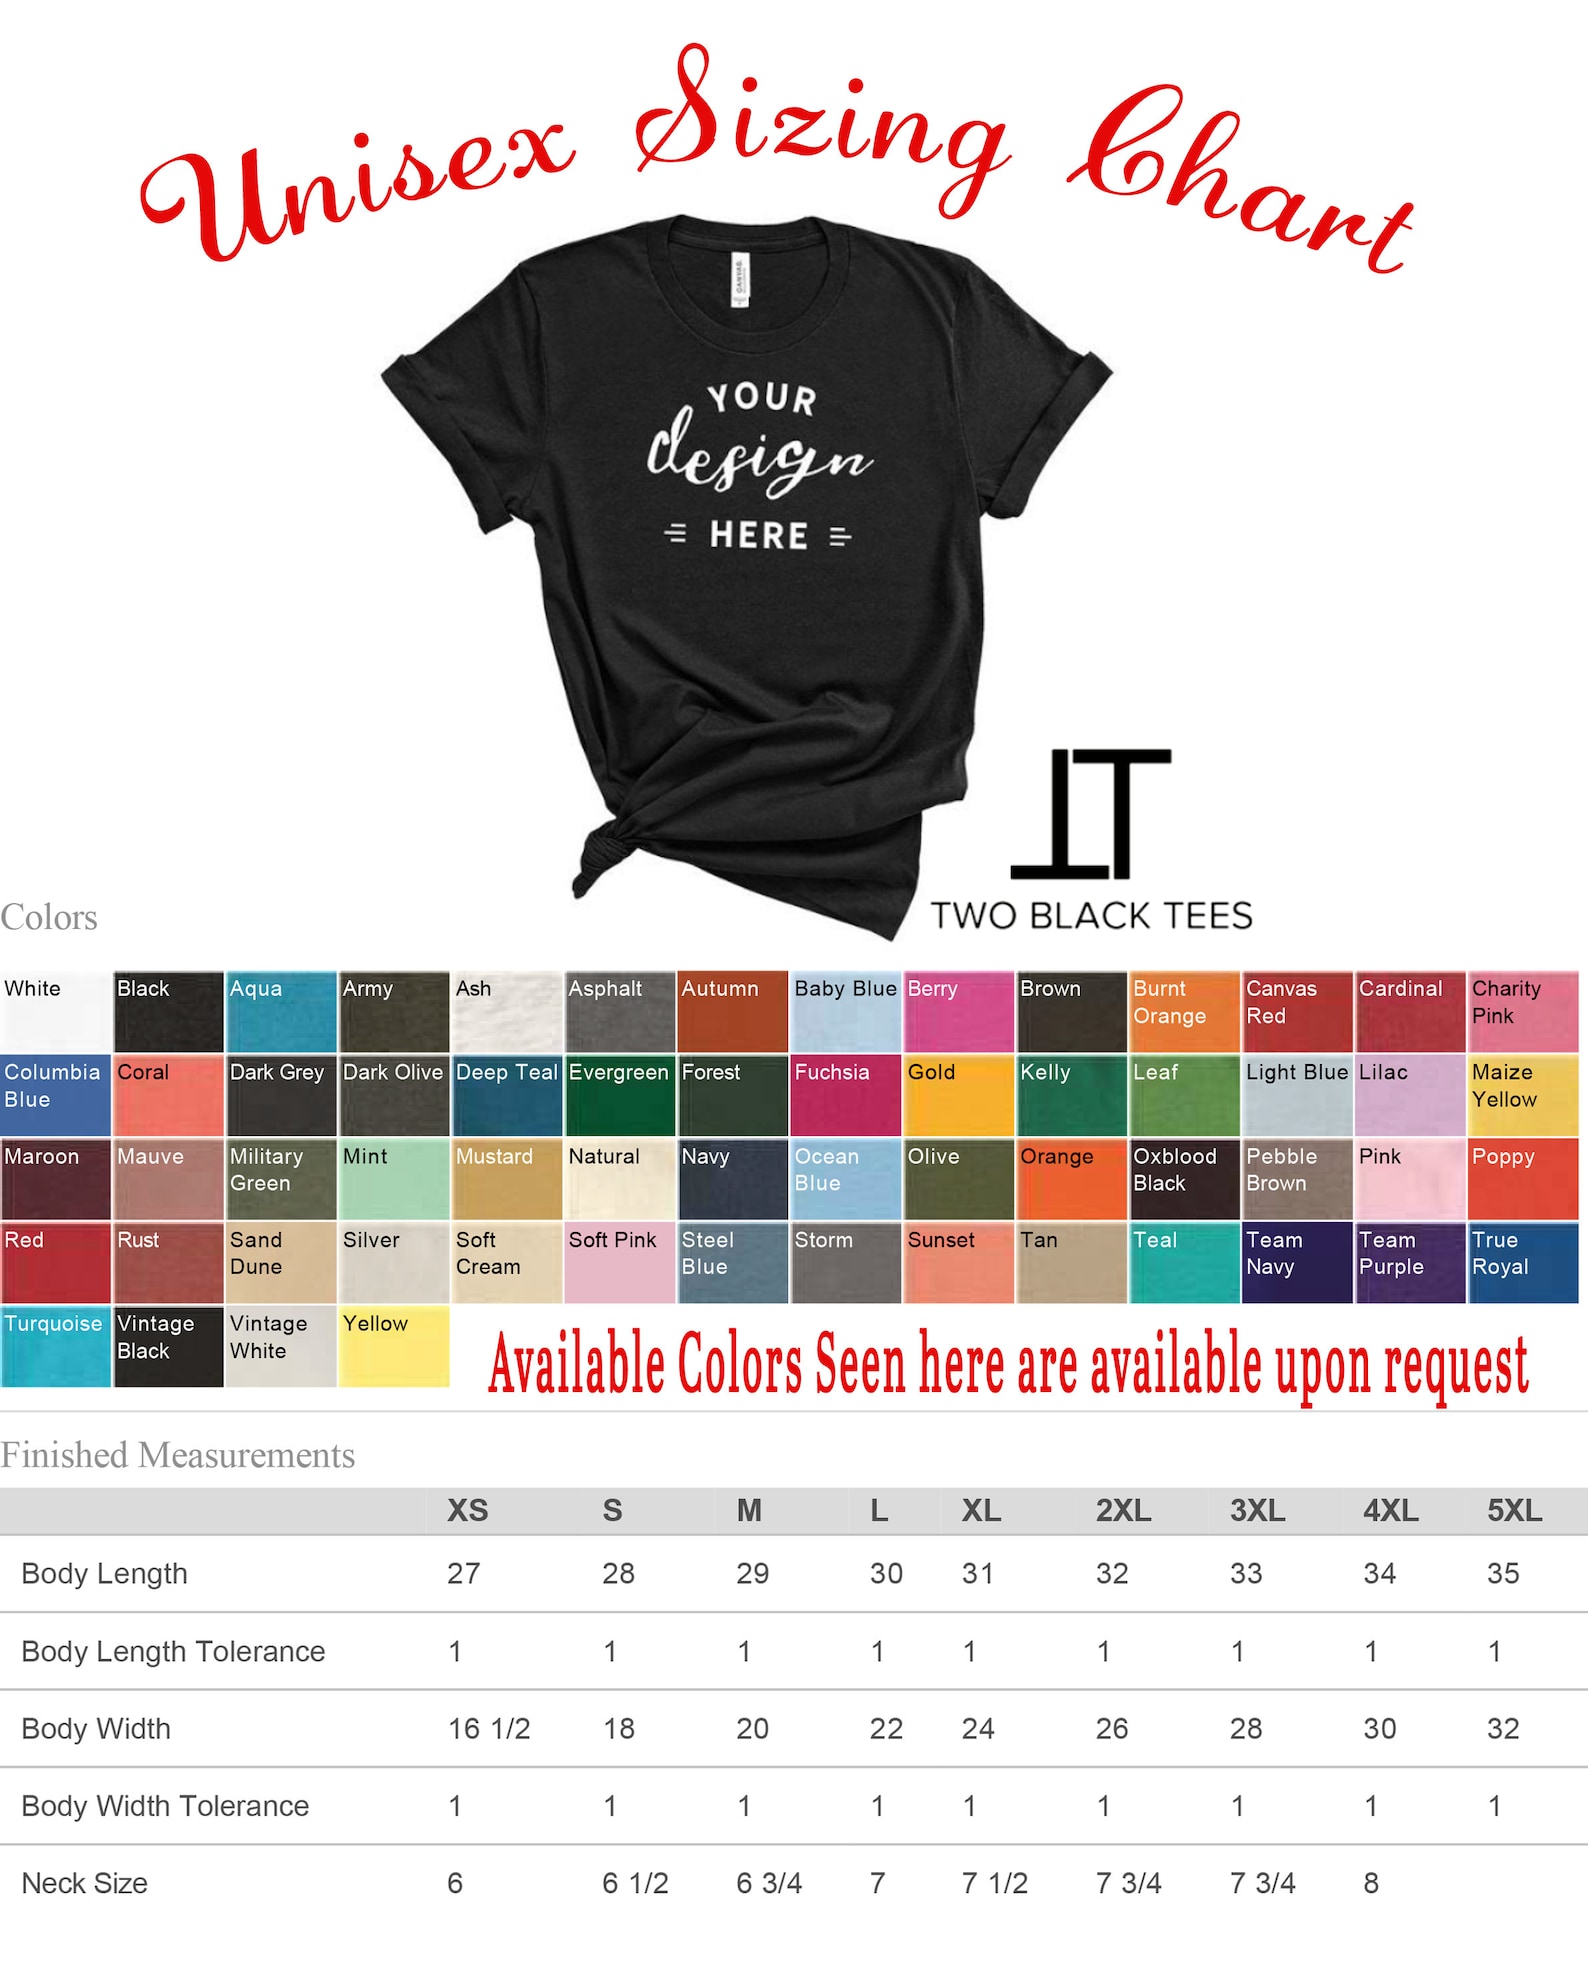 Unisex Sizing Chart
CANVAS
YOUR
design
HERE
TWO BLACK TEES
Colors
White Black Aqua Army Ash Asphalt Autumn Baby Blue Berry Brown Burnt Orange Canvas Red Cardinal Charity Pink
Columbia Blue Coral Dark Grey Dark Olive Deep Teal Evergreen Forest Fuchsia Gold Kelly Leaf Light Blue Lilac Maize Yellow
Maroon Mauve Military Green Mint Mustard Natural Navy Ocean Blue Olive Orange Oxblood Black Pebble Brown Pink Poppy
Red Rust Sand Dune Silver Soft Cream Soft Pink Steel Blue Storm Sunset Tan Teal Team Navy Team Purple True Royal
Turquoise Vintage Black Vintage White Yellow
Available Colors Seen here are available upon request
Finished Measurements
XS S M L XL 2XL 3XL 4XL 5XL
Body Length 27 28 29 30 31 32 33 34 35
Body Length Tolerance 1 1 1 1 1 1 1 1 1
Body Width 16 1/2 18 20 22 24 26 28 30 32
Body Width Tolerance 1 1 1 1 1 1 1 1 1
Neck Size 6 6 1/2 6 3/4 7 7 1/2 7 3/4 7 3/4 8